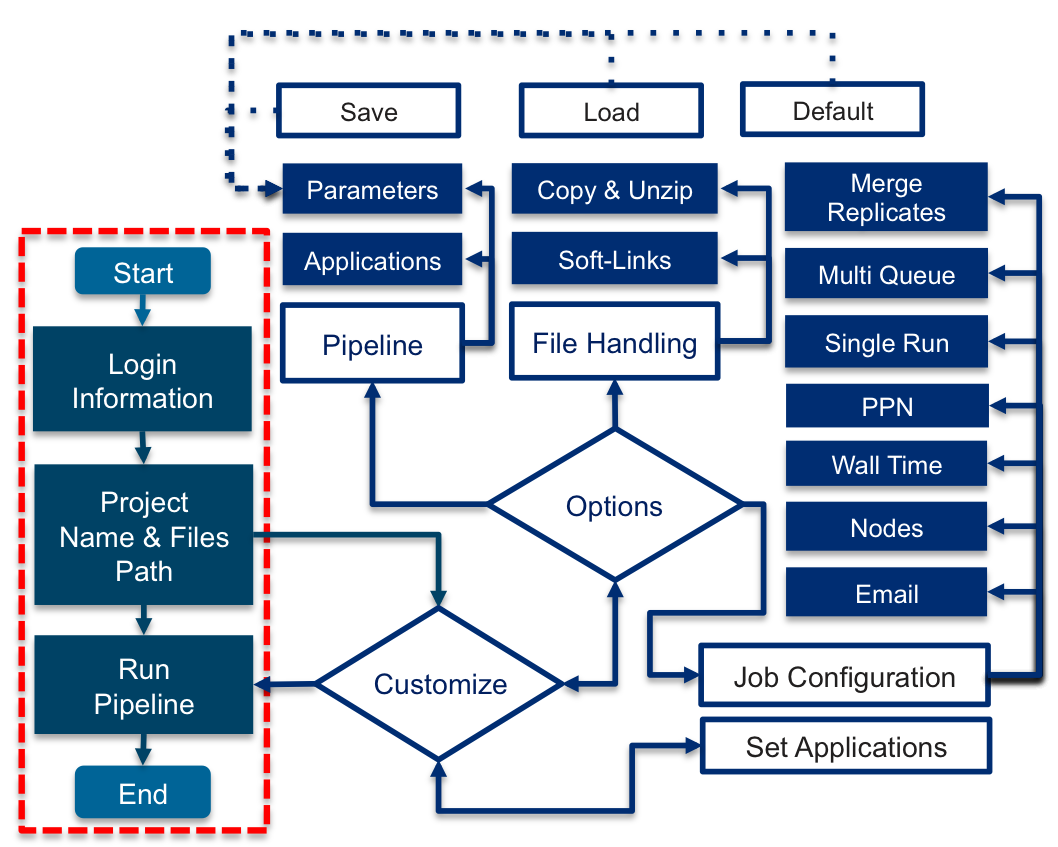 Save
Load
Default
Parameters
Copy & Unzip
Merge
Replicates
Applications
Soft-Links
Multi Queue
Start
Pipeline
File Handling
Single Run
Login
Information
PPN
Wall Time
Project
Name & Files
Path
Options
Nodes
Email
Run
Pipeline
Customize
Job Configuration
Set Applications
End